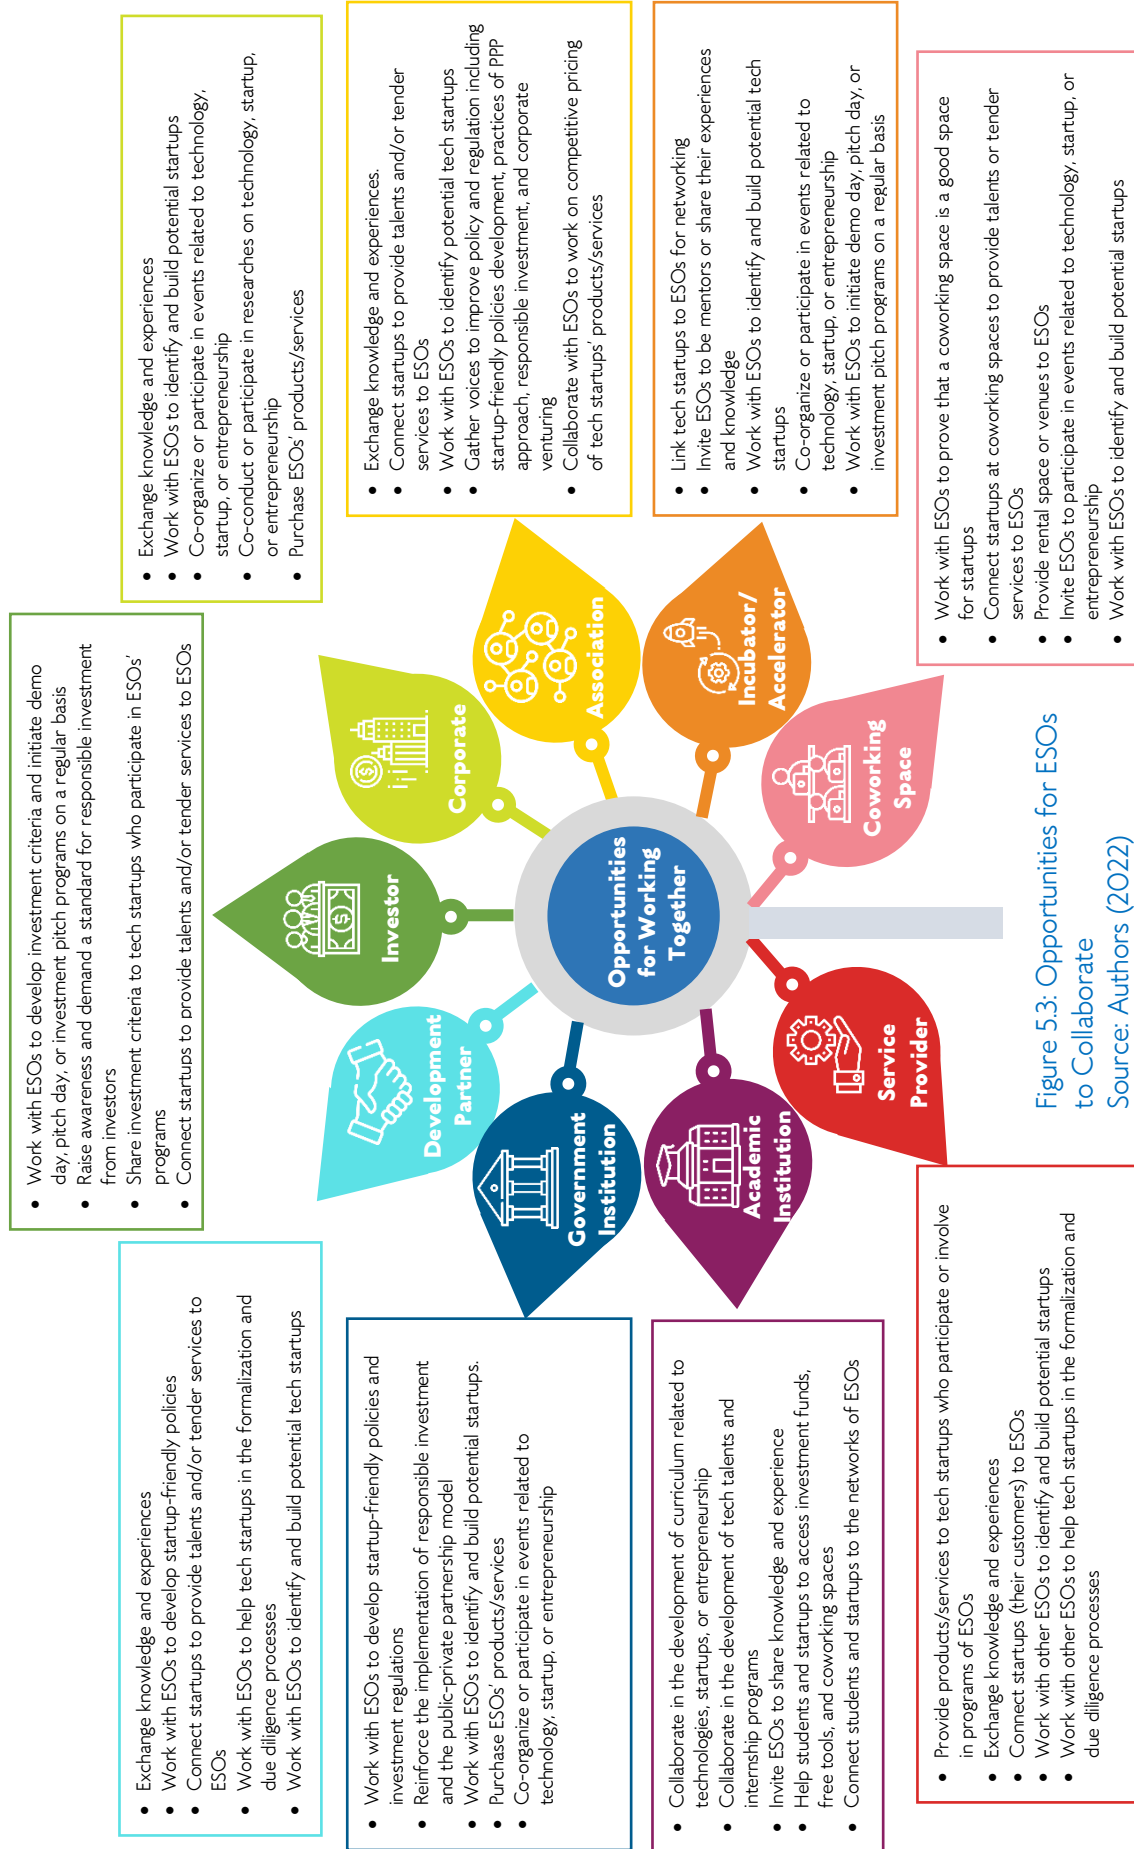 • Work with ESOs to develop investment criteria and initiate demo
day, pitch day, or investment pitch programs on a regular basis
• Raise awareness and demand a standard for responsible investment
from investors
• Share investment criteria to tech startups who participate in ESOs'
programs
• Connect startups to provide talents and/or tender services to ESOs
• Exchange knowledge and experiences
• Work with ESOs to develop startup-friendly policies
• Connect startups to provide talents and/or tender services to
ESOs
• Work with ESOs to help tech startups in the formalization and
due diligence processes
• Work with ESOs to identify and build potential tech startups
• Exchange knowledge and experiences
• Work with ESOs to identify and build potential startups
• Co-organize or participate in events related to technology,
startup, or entrepreneurship
• Co-conduct or participate in researches on technology, startup,
or entrepreneurship
• Purchase ESOs' products/services
• Work with ESOs to develop startup-friendly policies and
investment regulations
• Reinforce the implementation of responsible investment
and the public-private partnership model
• Work with ESOs to identify and build potential startups.
• Purchase ESOs' products/services
• Co-organize or participate in events related to
technology, startup, or entrepreneurship
• Exchange knowledge and experiences.
• Connect startups to provide talents and/or tender
services to ESOs
• Work with ESOs to identify potential tech startups
• Gather voices to improve policy and regulation including
startup-friendly policies development, practices of PPP
approach, responsible investment, and corporate
venturing
• Collaborate with ESOs to work on competitive pricing
of tech startups' products/services
• Collaborate in the development of curriculum related to
technologies, startups, or entrepreneurship
• Collaborate in the development of tech talents and
internship programs
• Invite ESOs to share knowledge and experience
• Help students and startups to access investment funds,
free tools, and coworking spaces
• Connect students and startups to the networks of ESOs
• Link tech startups to ESOs for networking
• Invite ESOs to be mentors or share their experiences
and knowledge
• Work with ESOs to identify and build potential tech
startups
• Co-organize or participate in events related to
technology, startup, or entrepreneurship
• Work with ESOs to initiate demo day, pitch day, or
investment pitch programs on a regular basis
• Provide products/services to tech startups who participate or involve
in programs of ESOs
• Exchange knowledge and experiences
• Connect startups (their customers) to ESOs
• Work with other ESOs to identify and build potential startups
• Work with other ESOs to help tech startups in the formalization and
due diligence processes
• Work with ESOs to prove that a coworking space is a good space
for startups
• Connect startups at coworking spaces to provide talents or tender
services to ESOs
• Provide rental space or venues to ESOs
• Invite ESOs to participate in events related to technology, startup, or
entrepreneurship
• Work with ESOs to identify and build potential startups
Investor
Development
Partner
Corporate
Government
Institution
Association
Opportunities
for Working
Together
Academic
Institution
Incubator/
Accelerator
Service
Provider
Coworking
Space
Figure 5.3: Opportunities for ESOs
to Collaborate
Source: Authors (2022)